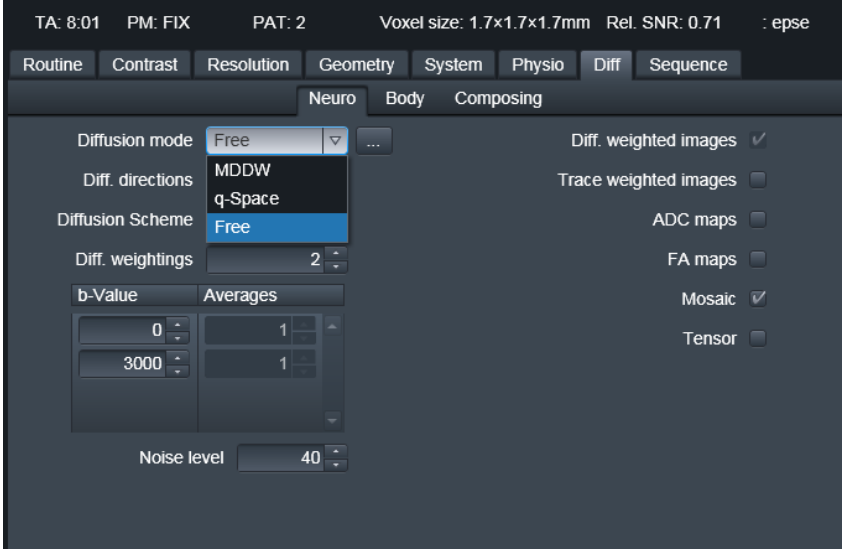 TA: 8:01 PM: FIX PAT: 2 Voxel size: 1.7×1.7×1.7mm Rel. SNR: 0.71 : epse
Routine Contrast Resolution Geometry System Physio Diff Sequence
Neuro Body Composing
Diffusion mode Free ... Diff. weighted images
MDDW
Diff. directions Trace weighted images
q-Space
Diffusion Scheme Free ADC maps
Diff. weightings 2 FA maps
b-Value Averages Mosaic
0 1
Tensor
3000 1
Noise level 40